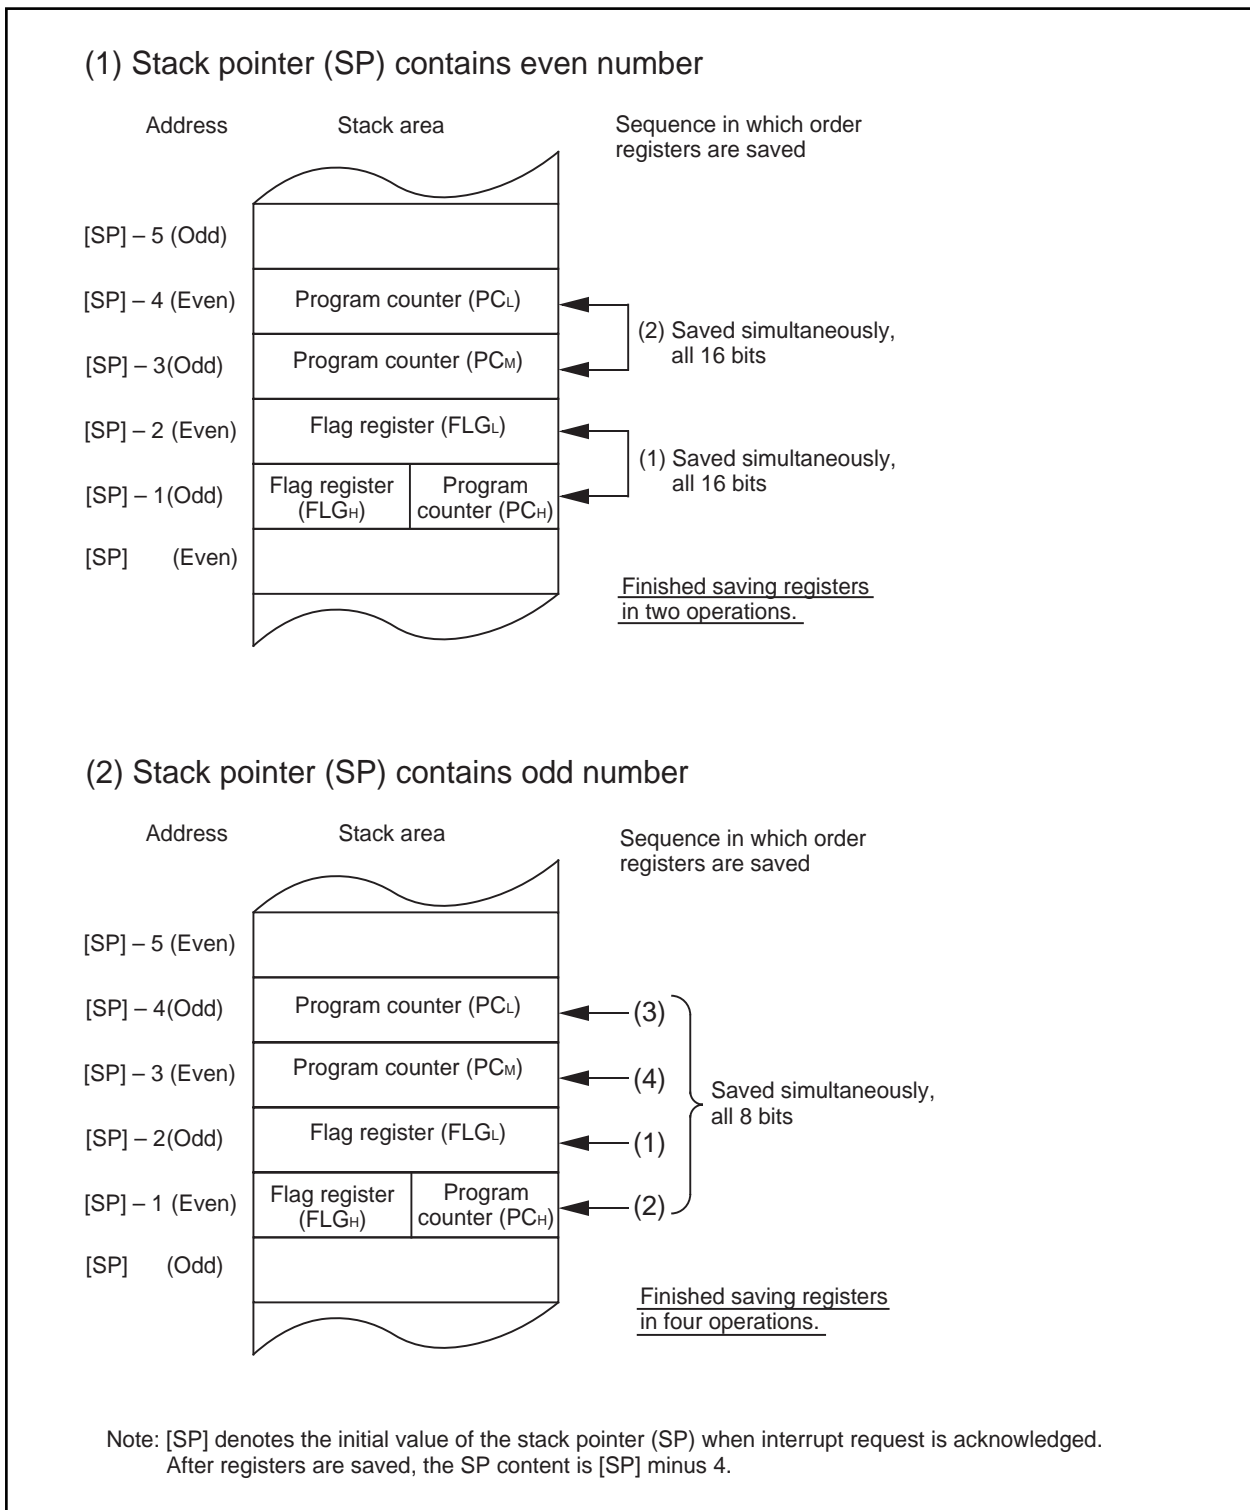 (1) Stack pointer (SP) contains even number
Address
Stack area
Sequence in which order
registers are saved
[SP] – 5 (Odd)
[SP] – 4 (Even)
Program counter (PCL)
[SP] – 3(Odd)
Program counter (PCM)
(2) Saved simultaneously,
all 16 bits
[SP] – 2 (Even)
Flag register (FLGL)
[SP] – 1(Odd)
Flag register
(FLGH)
Program
counter (PCH)
(1) Saved simultaneously,
all 16 bits
[SP] (Even)
Finished saving registers
in two operations.
(2) Stack pointer (SP) contains odd number
Address
Stack area
Sequence in which order
registers are saved
[SP] – 5 (Even)
[SP] – 4(Odd)
Program counter (PCL)
(3)
[SP] – 3 (Even)
Program counter (PCM)
(4)
Saved simultaneously,
all 8 bits
[SP] – 2(Odd)
Flag register (FLGL)
(1)
[SP] – 1 (Even)
Flag register
(FLGH)
Program
counter (PCH)
(2)
[SP] (Odd)
Finished saving registers
in four operations.
Note: [SP] denotes the initial value of the stack pointer (SP) when interrupt request is acknowledged.
After registers are saved, the SP content is [SP] minus 4.